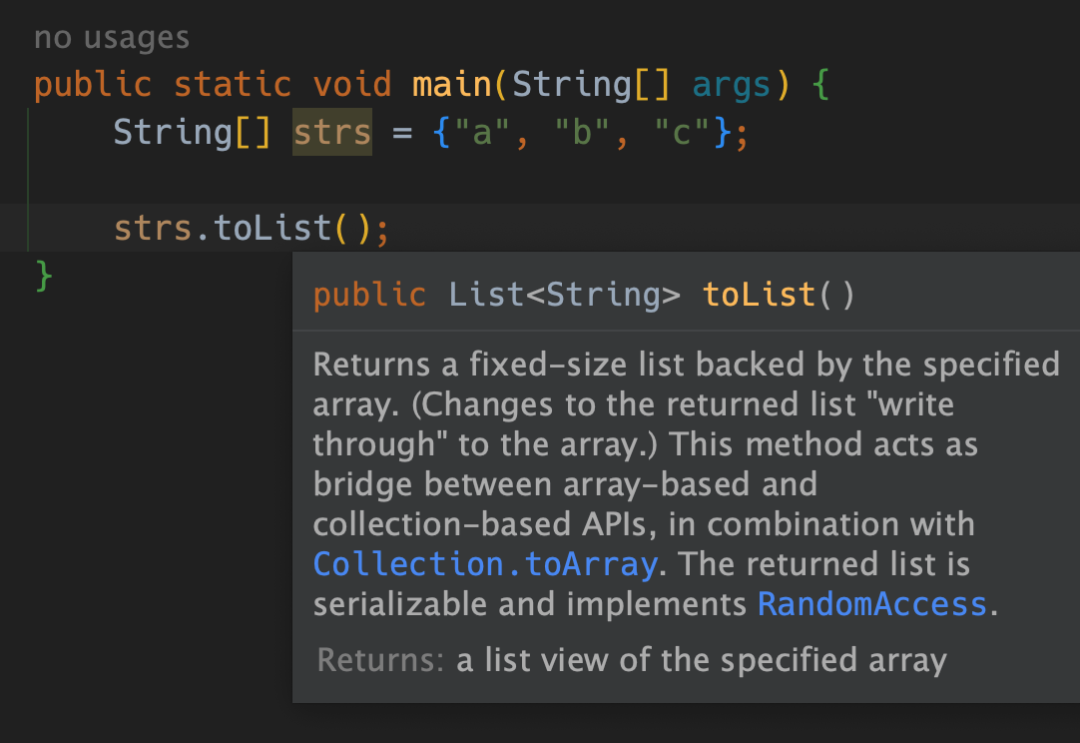 no usages
public static void main(String[] args) {
String[] strs = {"a", "b", "c"};
strs.toList();
}
public List<String> toList()
Returns a fixed-size list backed by the specified
array. (Changes to the returned list "write
through" to the array.) This method acts as
bridge between array-based and
collection-based APIs, in combination with
Collection.toArray. The returned list is
serializable and implements RandomAccess.
Returns: a list view of the specified array